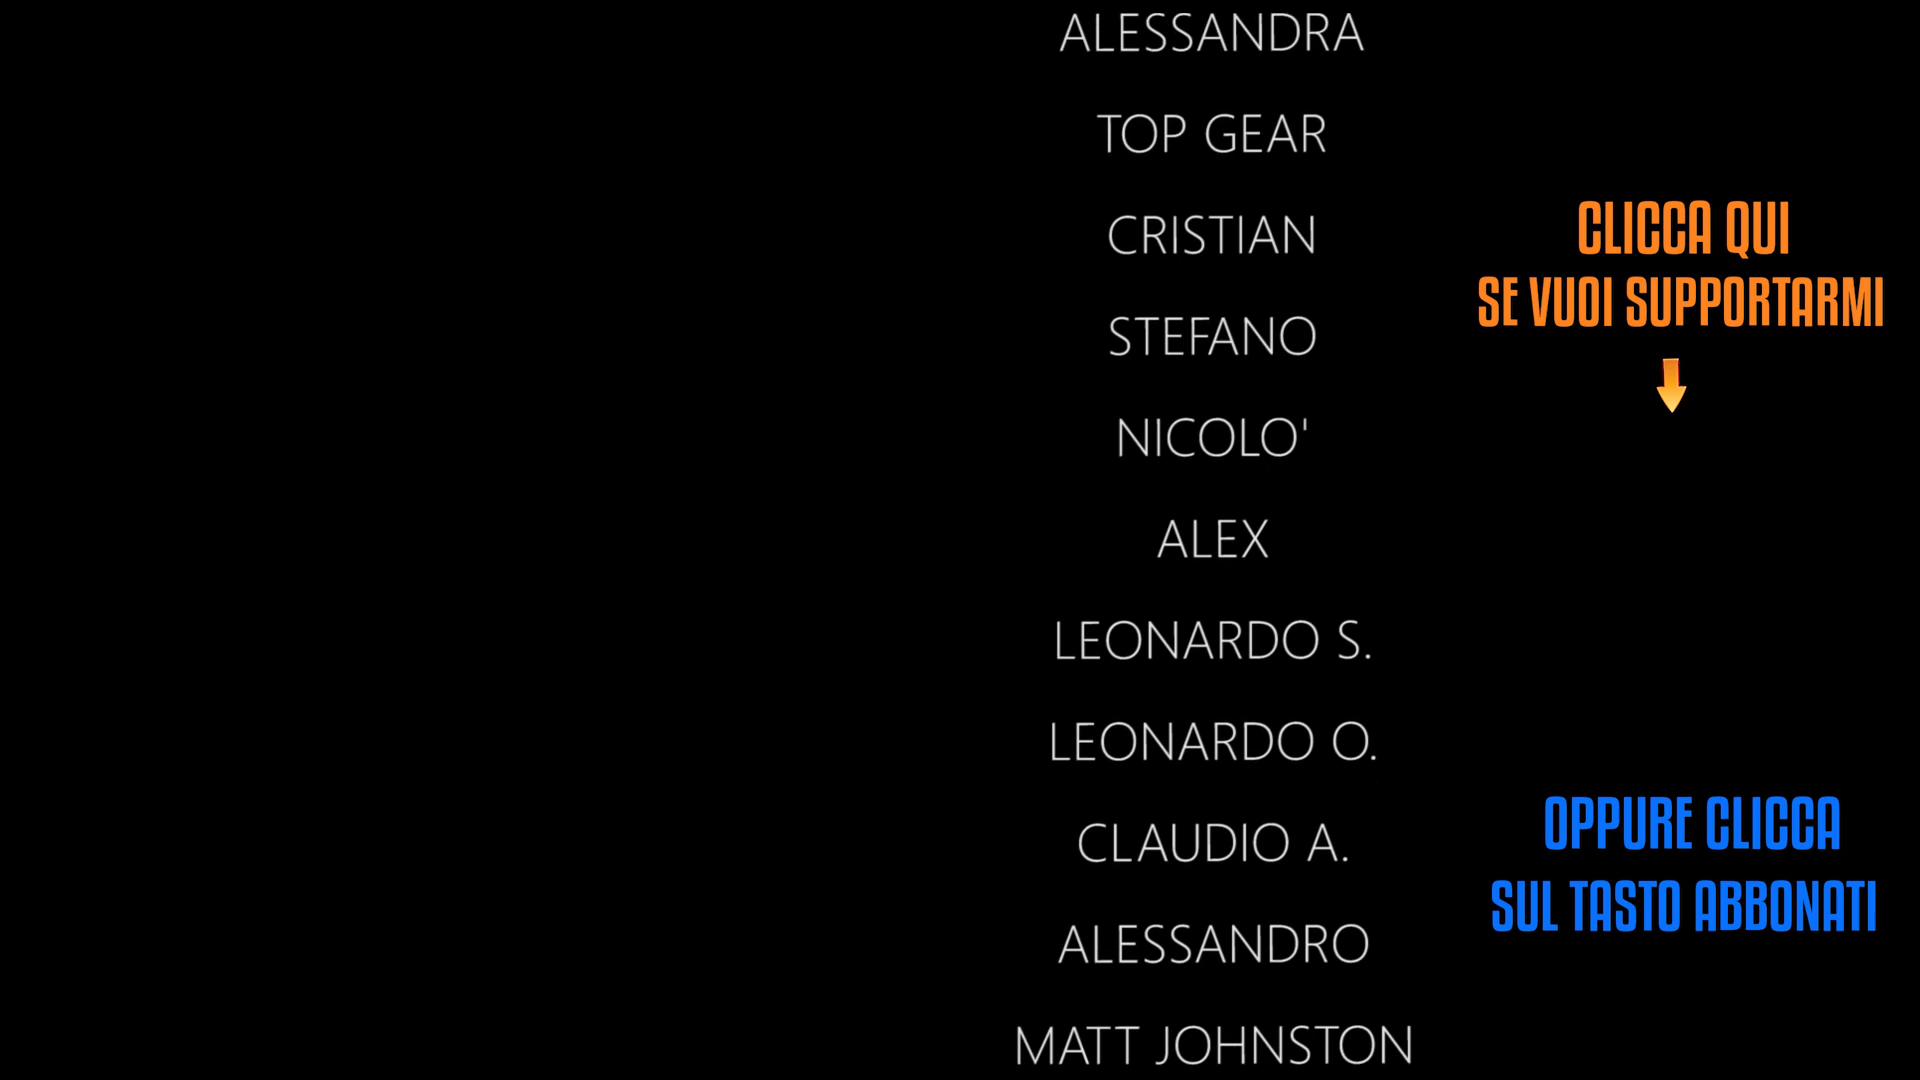 ALESSANDRA
TOP GEAR
CRISTIAN
STEFANO
NICOLO'
ALEX
LEONARDO S.
LEONARDO O.
CLAUDIO A.
ALESSANDRO
MATT JOHNSTON
CLICCA QUI
SE VUOI SUPPORTARMI
OPPURE CLICCA
SUL TASTO ABBONATI